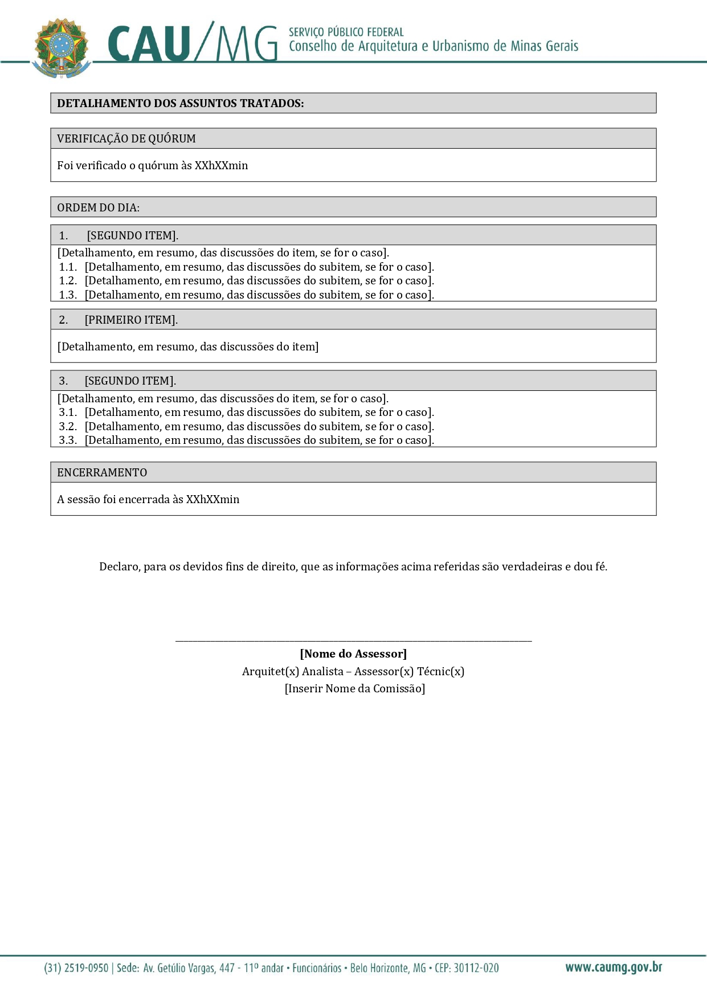 CAU/MG
SERVIÇO PÚBLICO FEDERAL
Conselho de Arquitetura e Urbanismo de Minas Gerais
DETALHAMENTO DOS ASSUNTOS TRATADOS:
VERIFICAÇÃO DE QUÓRUM
Foi verificado o quórum às XXhXXmin
ORDEM DO DIA:
1. [SEGUNDO ITEM].
[Detalhamento, em resumo, das discussões do item, se for o caso].
1.1. [Detalhamento, em resumo, das discussões do subitem, se for o caso].
1.2. [Detalhamento, em resumo, das discussões do subitem, se for o caso].
1.3. [Detalhamento, em resumo, das discussões do subitem, se for o caso].
2. [PRIMEIRO ITEM].
[Detalhamento, em resumo, das discussões do item]
3. [SEGUNDO ITEM].
[Detalhamento, em resumo, das discussões do item, se for o caso].
3.1. [Detalhamento, em resumo, das discussões do subitem, se for o caso].
3.2. [Detalhamento, em resumo, das discussões do subitem, se for o caso].
3.3. [Detalhamento, em resumo, das discussões do subitem, se for o caso].
ENCERRAMENTO
A sessão foi encerrada às XXhXXmin
Declaro, para os devidos fins de direito, que as informações acima referidas são verdadeiras e dou fé.
[Nome do Assessor]
Arquitet(x) Analista – Assessor(x) Técnic(x)
[Inserir Nome da Comissão]
(31) 2519-0950 | Sede: Av. Getúlio Vargas, 447 - 11º andar • Funcionários • Belo Horizonte, MG • CEP: 30112-020 www.caumg.gov.br